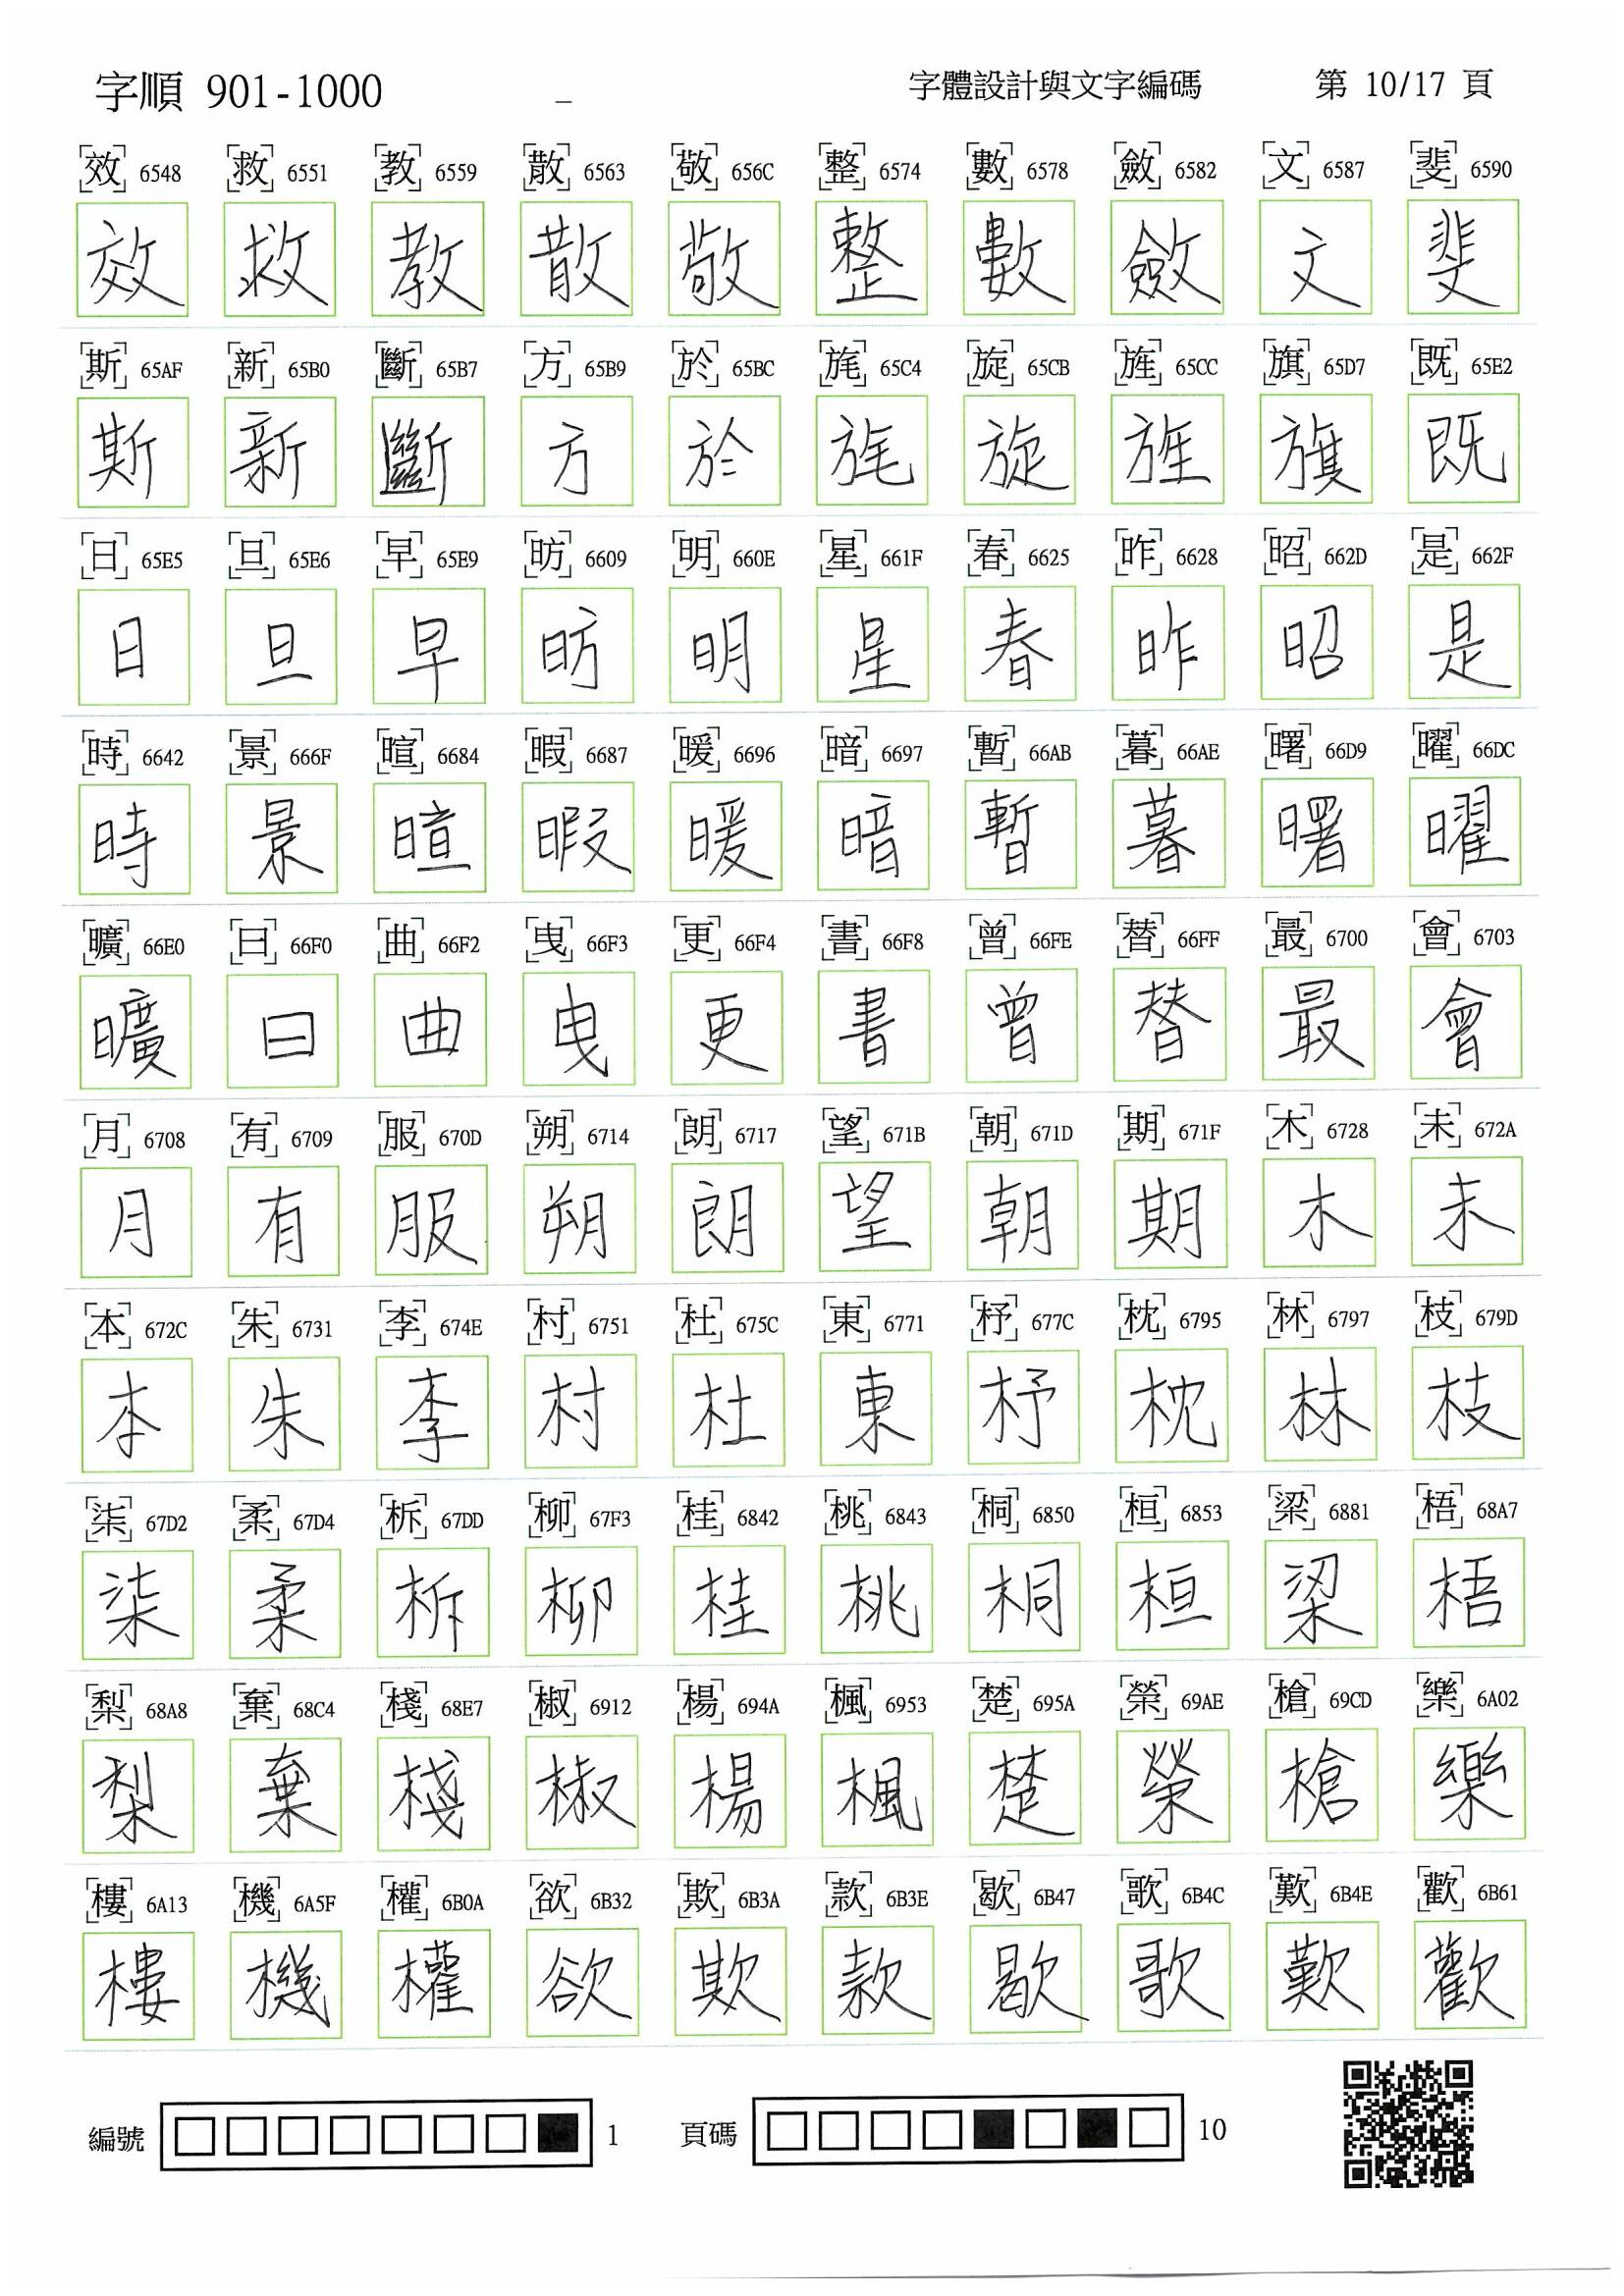 字順 901-1000 字體設計與文字編碼 第 10/17 頁
效 6548 救 6551 教 6559 散 6563 敬 656C 整 6574 數 6578 斂 6582 文 6587 斐 6590
效 救 教 散 敬 整 數 斂 文 斐
斯 65AF 新 65B0 斷 65B7 方 65B9 於 65BC 旄 65C4 旋 65CB 旌 65CC 旗 65D7 既 65E2
斯 新 斷 方 於 旄 旋 旌 旗 既
日 65E5 旦 65E6 早 65E9 昉 6609 明 660E 星 661F 春 6625 昨 6628 昭 662D 是 662F
日 旦 早 昉 明 星 春 昨 昭 是
時 6642 景 666F 暄 6684 暇 6687 暖 6696 暗 6697 暫 66AB 暮 66AE 曙 66D9 曜 66DC
時 景 暄 暇 暖 暗 暫 暮 曙 曜
曠 66E0 曰 66F0 曲 66F2 曳 66F3 更 66F4 書 66F8 曾 66FE 替 66FF 最 6700 會 6703
曠 曰 曲 曳 更 書 曾 替 最 會
月 6708 有 6709 服 670D 朔 6714 朗 6717 望 671B 朝 671D 期 671F 木 6728 未 672A
月 有 服 朔 朗 望 朝 期 木 未
本 672C 朱 6731 李 674E 村 6751 杜 675C 東 6771 杼 677C 枕 6795 林 6797 枝 679D
本 朱 李 村 杜 東 杼 枕 林 枝
柒 67D2 柔 67D4 柝 67DD 柳 67F3 桂 6842 桃 6843 桐 6850 桓 6853 梁 6881 梧 68A7
柒 柔 柝 柳 桂 桃 桐 桓 梁 梧
梨 68A8 棄 68C4 棧 68E7 椒 6912 楊 694A 楓 6953 楚 695A 榮 69AE 槍 69CD 樂 6A02
梨 棄 棧 椒 楊 楓 楚 榮 槍 樂
樓 6A13 機 6A5F 權 6B0A 欲 6B32 欺 6B3A 款 6B3E 歇 6B47 歌 6B4C 歎 6B4E 歡 6B61
樓 機 權 欲 欺 款 歇 歌 歎 歡
編號 1 頁碼 10